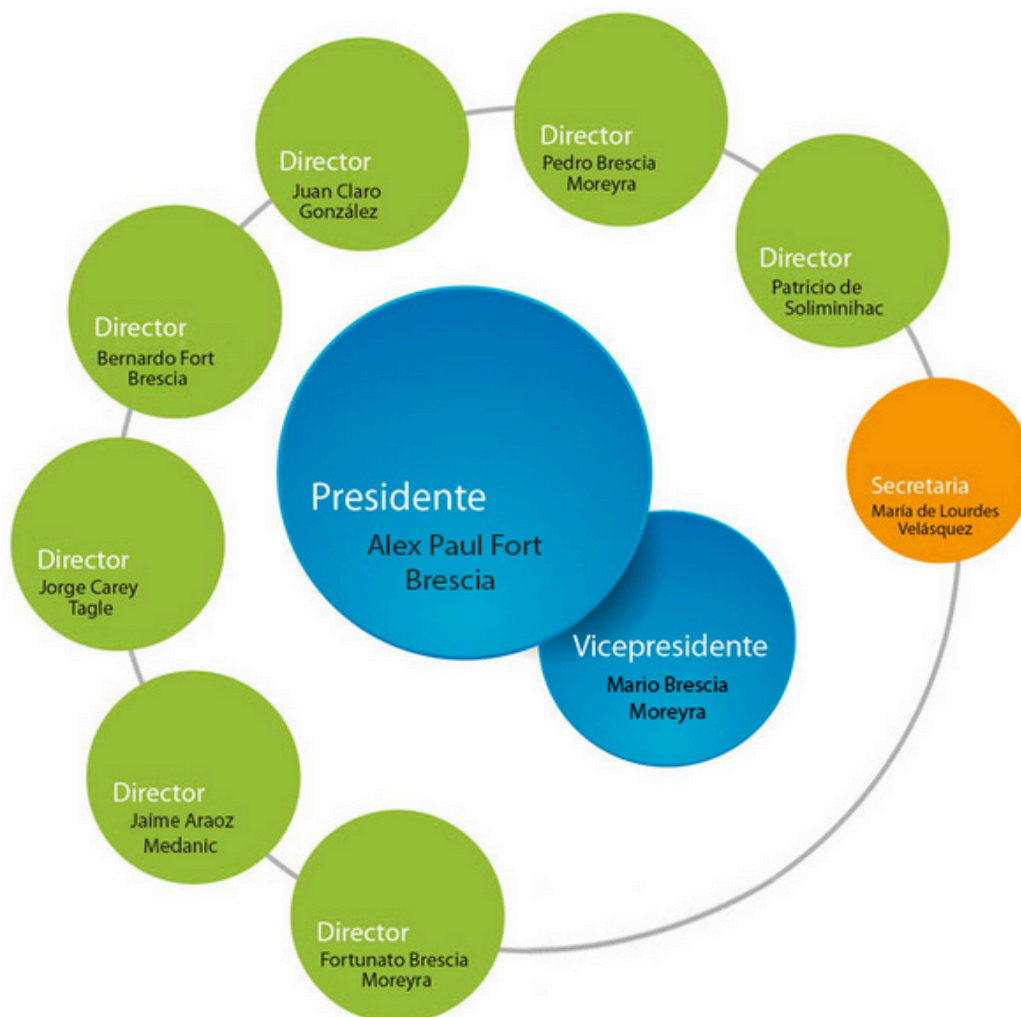 Director
Pedro Brescia
Moreyra
Director
Juan Claro
González
Director
Patricio de
Soliminihac
Director
Bernardo Fort
Brescia
Presidente
Alex Paul Fort
Brescia
Secretaria
María de Lourdes
Velásquez
Director
Jorge Carey
Tagle
Vicepresidente
Mario Brescia
Moreyra
Director
Jaime Araoz
Medanic
Director
Fortunato Brescia
Moreyra